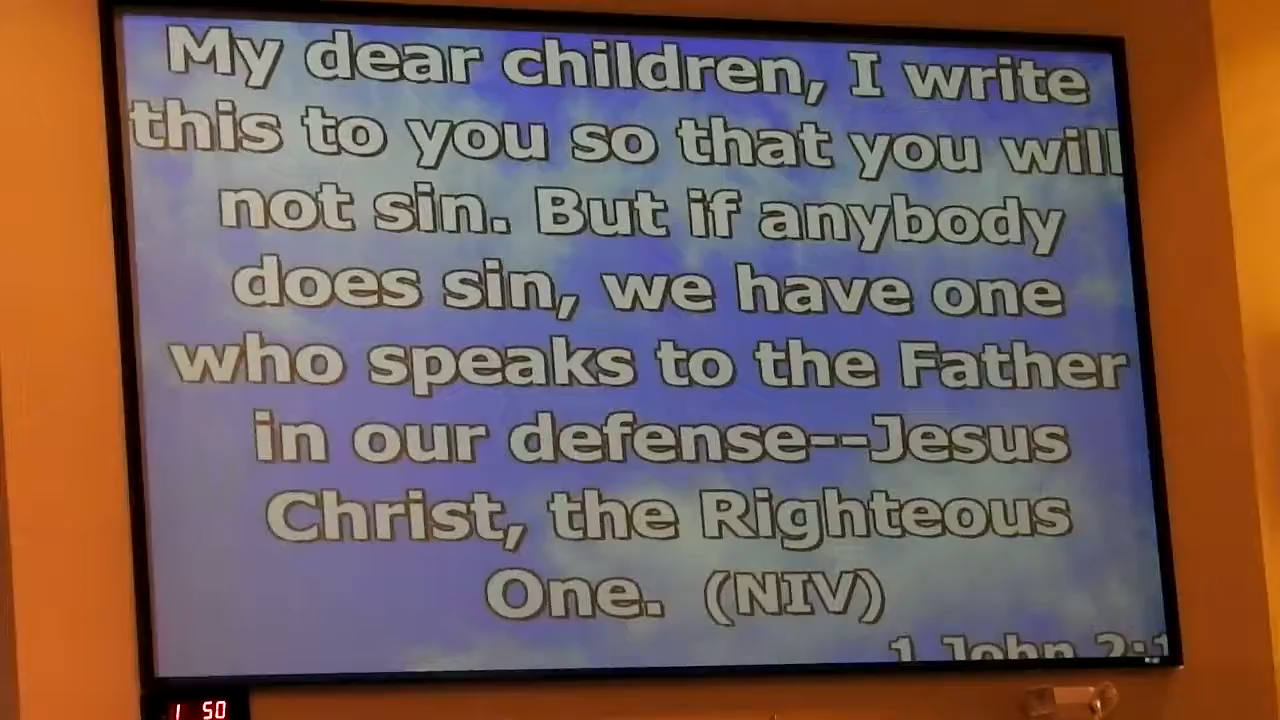 My dear children, I write
this to you so that you will
not sin. But if anybody
does sin, we have one
who speaks to the Father
in our defense--Jesus
Christ, the Righteous
One. (NIV)
1 John 2:1
1 50